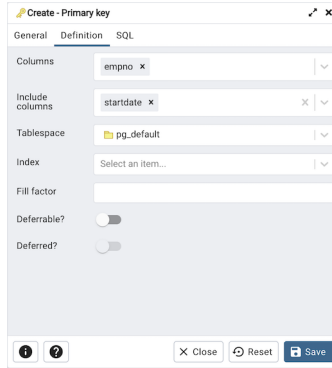 Create - Primary key
General Definition SQL
Columns
empno ×
Include
columns
startdate ×
Tablespace
pg_default
Index
Select an item...
Fill factor
Deferrable?
Deferred?
Close
Reset
Save